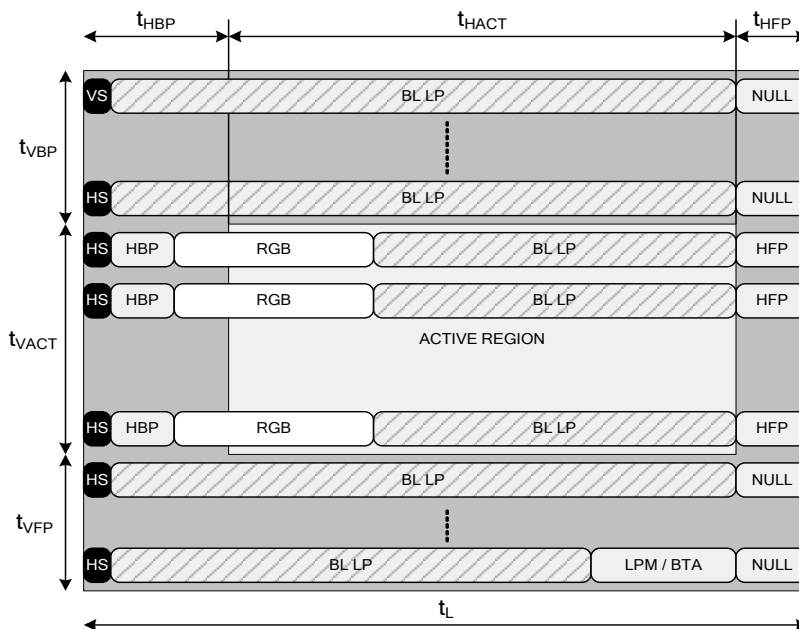 tHBP tHACT tHFP
VS BL LP NULL
tVBP
HS BL LP NULL
HS HBP RGB BL LP HFP
HS HBP RGB BL LP HFP
tVACT ACTIVE REGION
HS HBP RGB BL LP HFP
HS BL LP NULL
tVFP
HS BL LP LPM / BTA NULL
tL